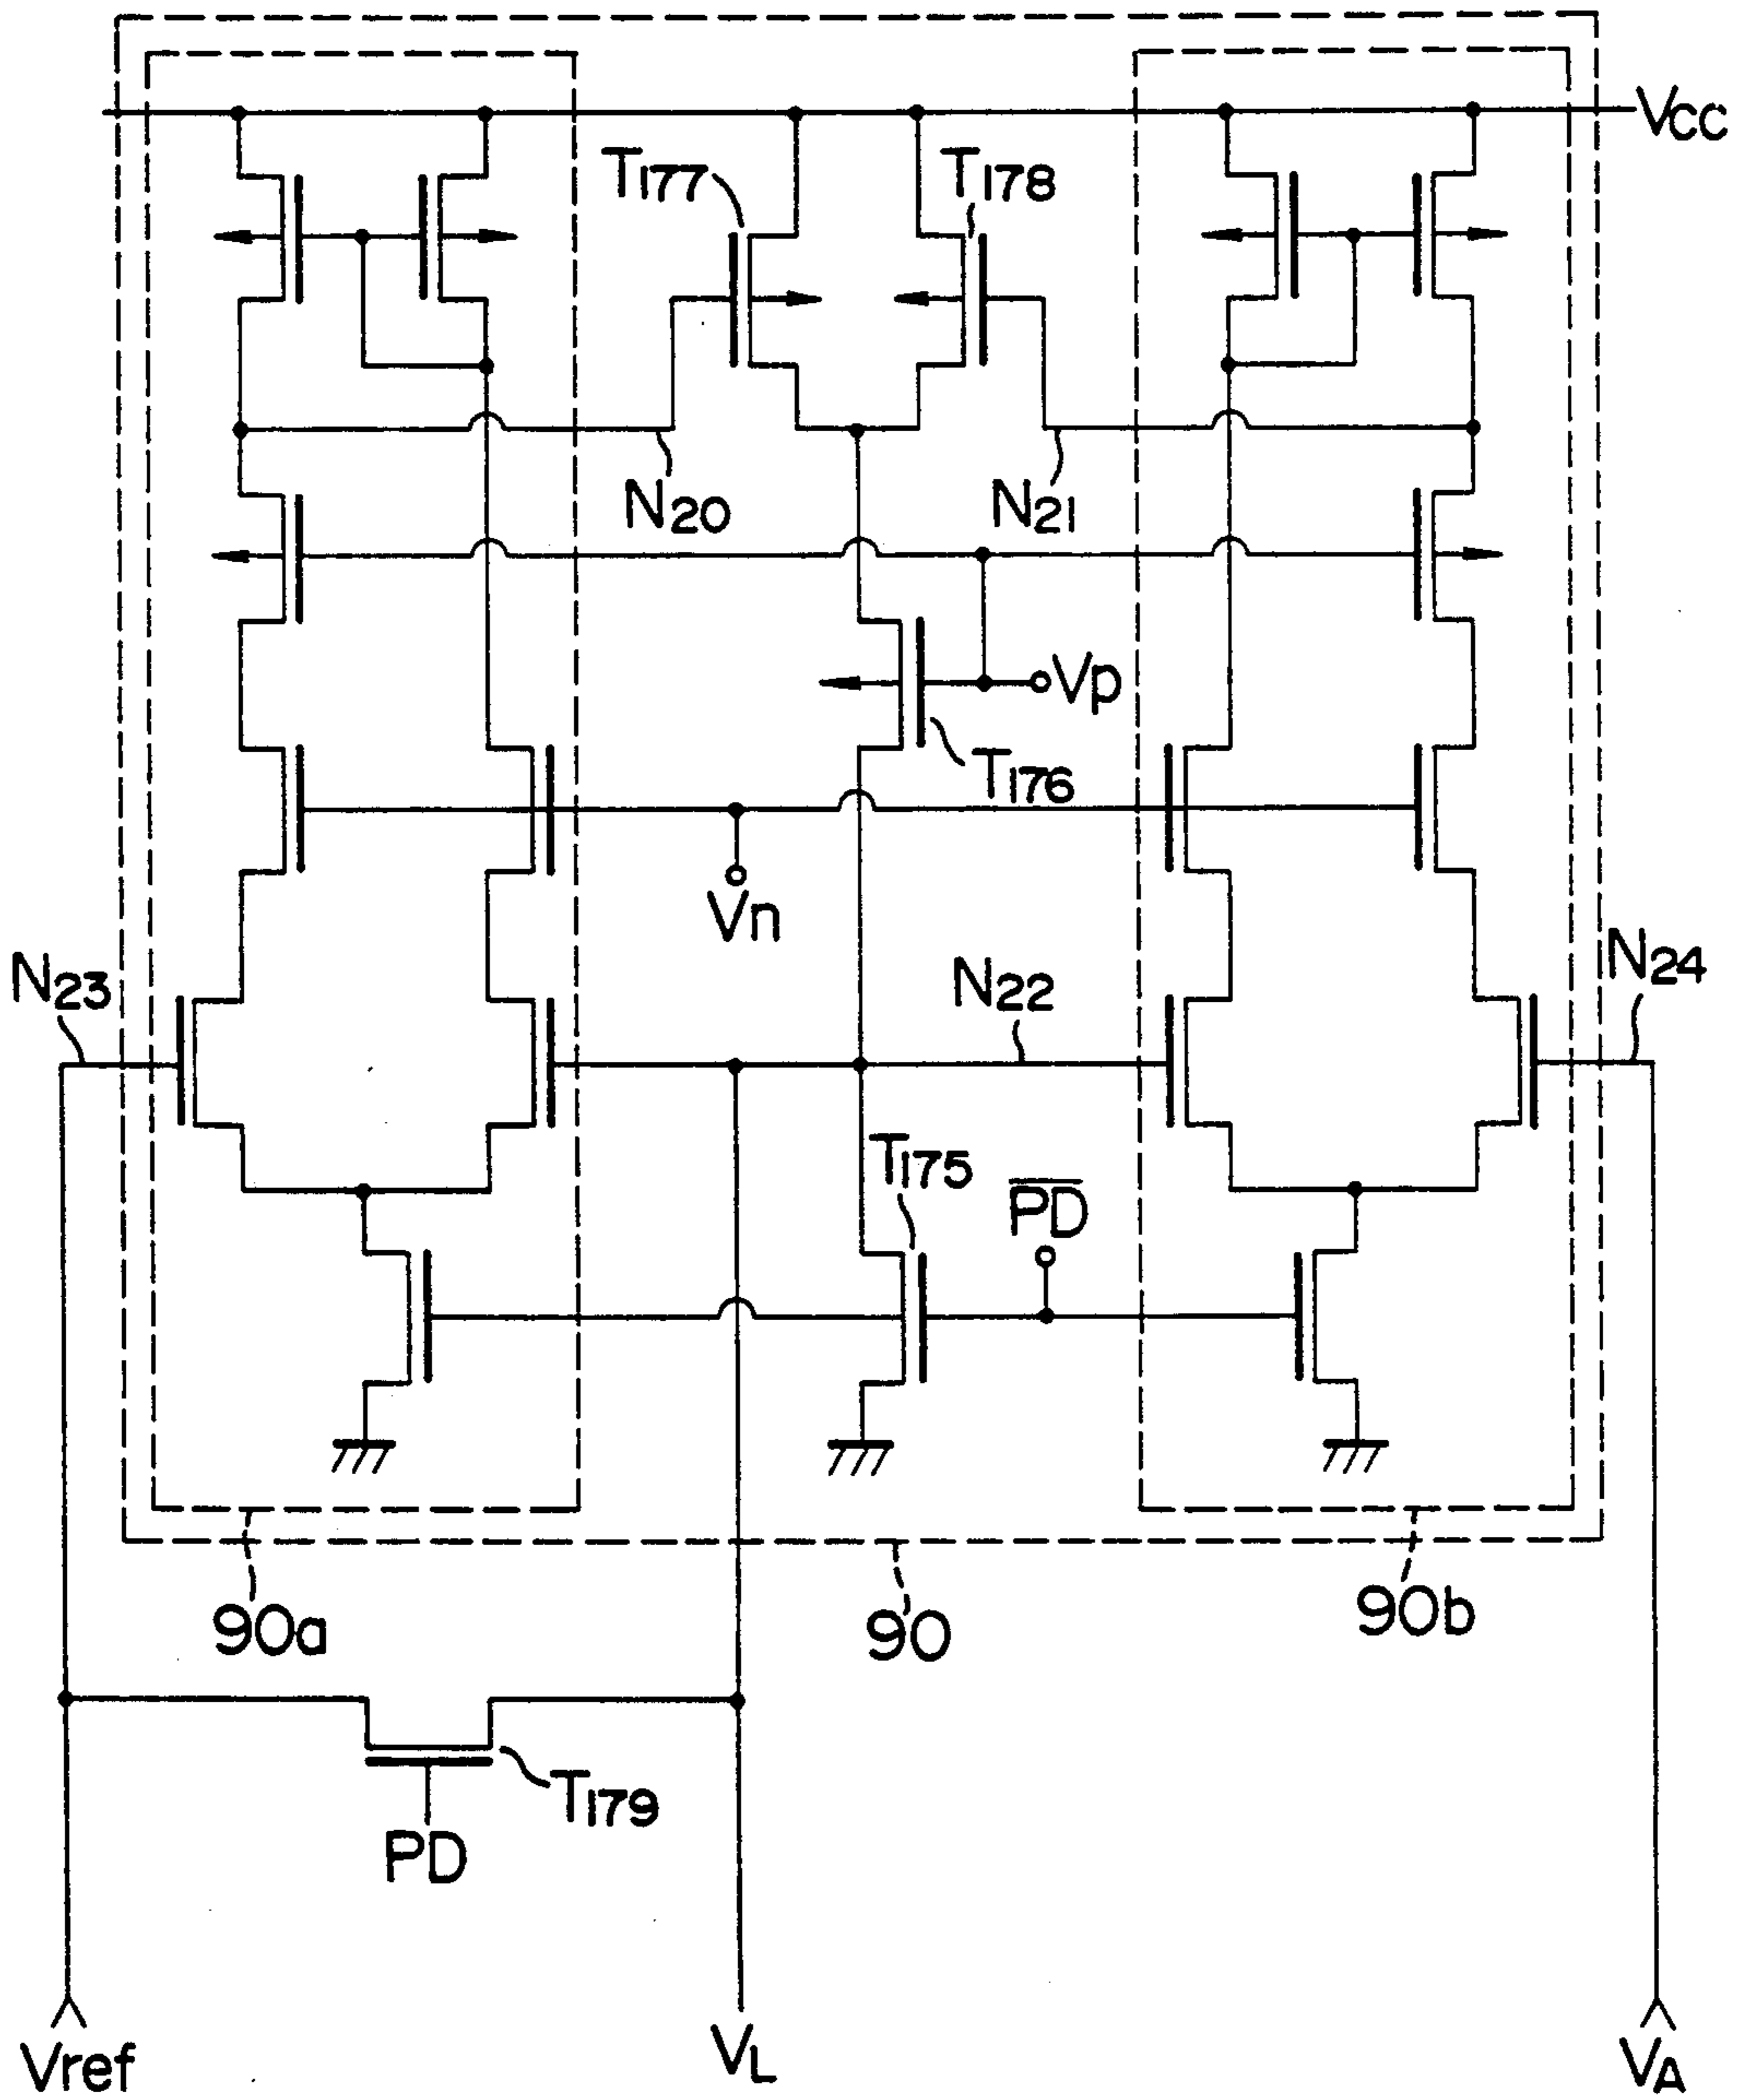 VCC
T177
T178
N20
N21
Vp
T176
Vn
N23
N22
N24
T175
P̅D̅
90a
90
90b
T179
PD
Vref
VL
VA